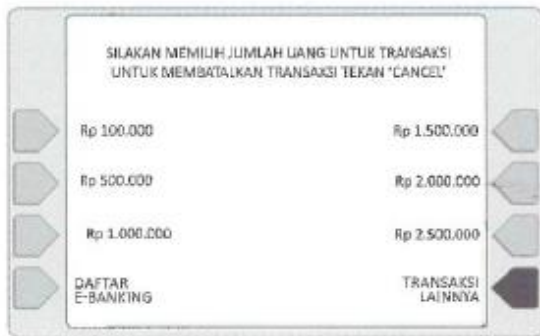 SILAKAN MEMILIH JUMLAH UANG UNTUK TRANSAKSI
UNTUK MEMBATALKAN TRANSAKSI TEKAN "CANCEL"
Rp 100.000
Rp 1.500.000
Rp 500.000
Rp 2.000.000
Rp 1.000.000
Rp 2.500.000
DAFTAR
E-BANKING
TRANSAKSI
LAINNYA